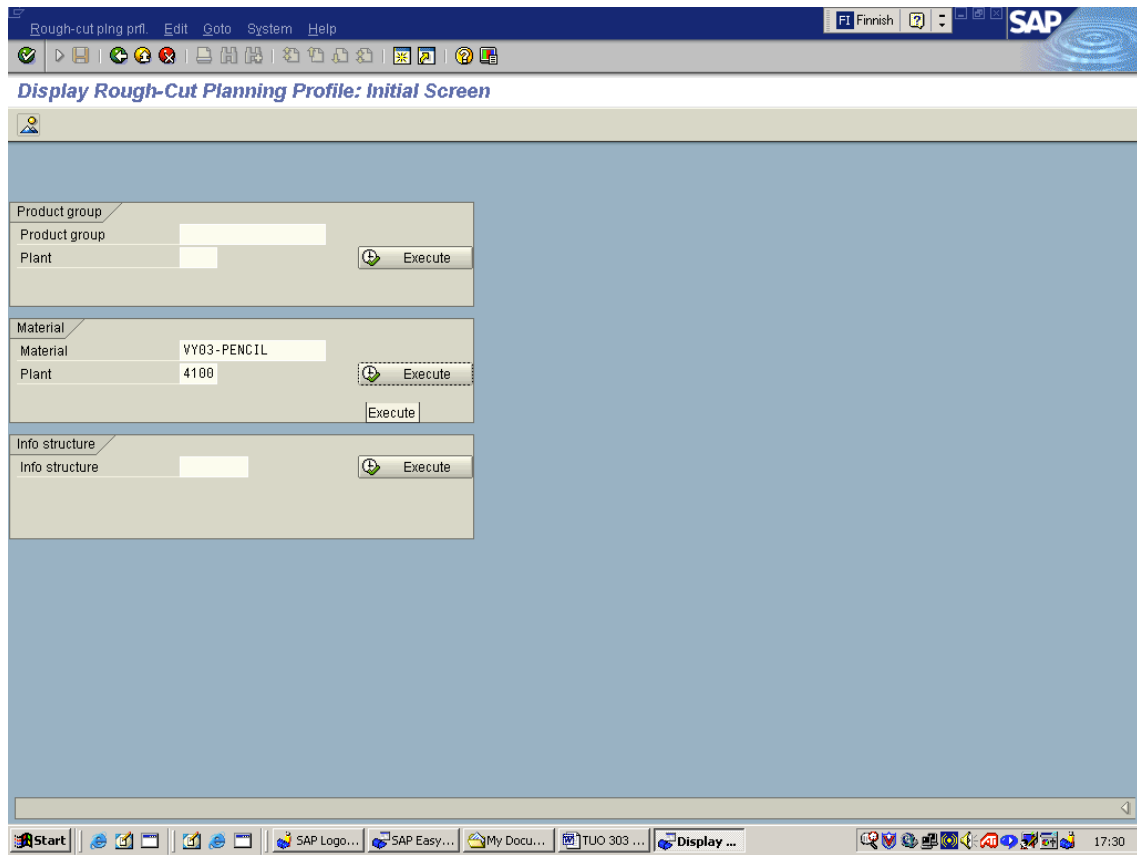 Rough-cut plng prfl. Edit Goto System Help
FI Finnish
SAP
Display Rough-Cut Planning Profile: Initial Screen
Product group
Product group
Plant Execute
Material
Material VY03-PENCIL
Plant 4100 Execute
Execute
Info structure
Info structure Execute
Start SAP Logo... SAP Easy... My Docu... TUO 303 ... Display ... 17:30